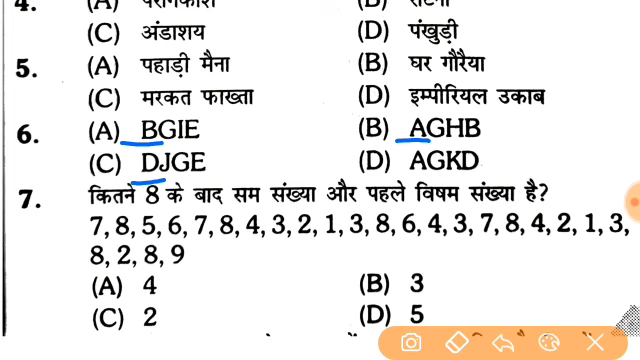 4. (A) (B)
(C) अंडाशय (D) पंखुड़ी
5. (A) पहाड़ी मैना (B) घर गौरैया
(C) मरकत फाख्ता (D) इम्पीरियल उकाब
6. (A) BGIE (B) AGHB
(C) DJGE (D) AGKD
7. कितने 8 के बाद सम संख्या और पहले विषम संख्या है?
7, 8, 5, 6, 7, 8, 4, 3, 2, 1, 3, 8, 6, 4, 3, 7, 8, 4, 2, 1, 3,
8, 2, 8, 9
(A) 4 (B) 3
(C) 2 (D) 5